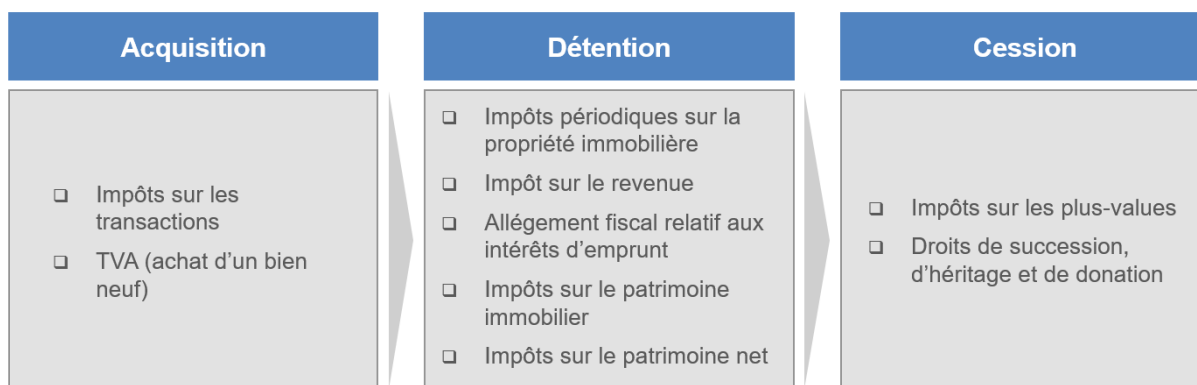 Acquisition
Impôts sur les
transactions
TVA (achat d'un bien
neuf)
Détention
Impôts périodiques sur la
propriété immobilière
Impôt sur le revenue
Allégement fiscal relatif aux
intérêts d'emprunt
Impôts sur le patrimoine
immobilier
Impôts sur le patrimoine net
Cession
Impôts sur les plus-values
Droits de succession,
d'héritage et de donation